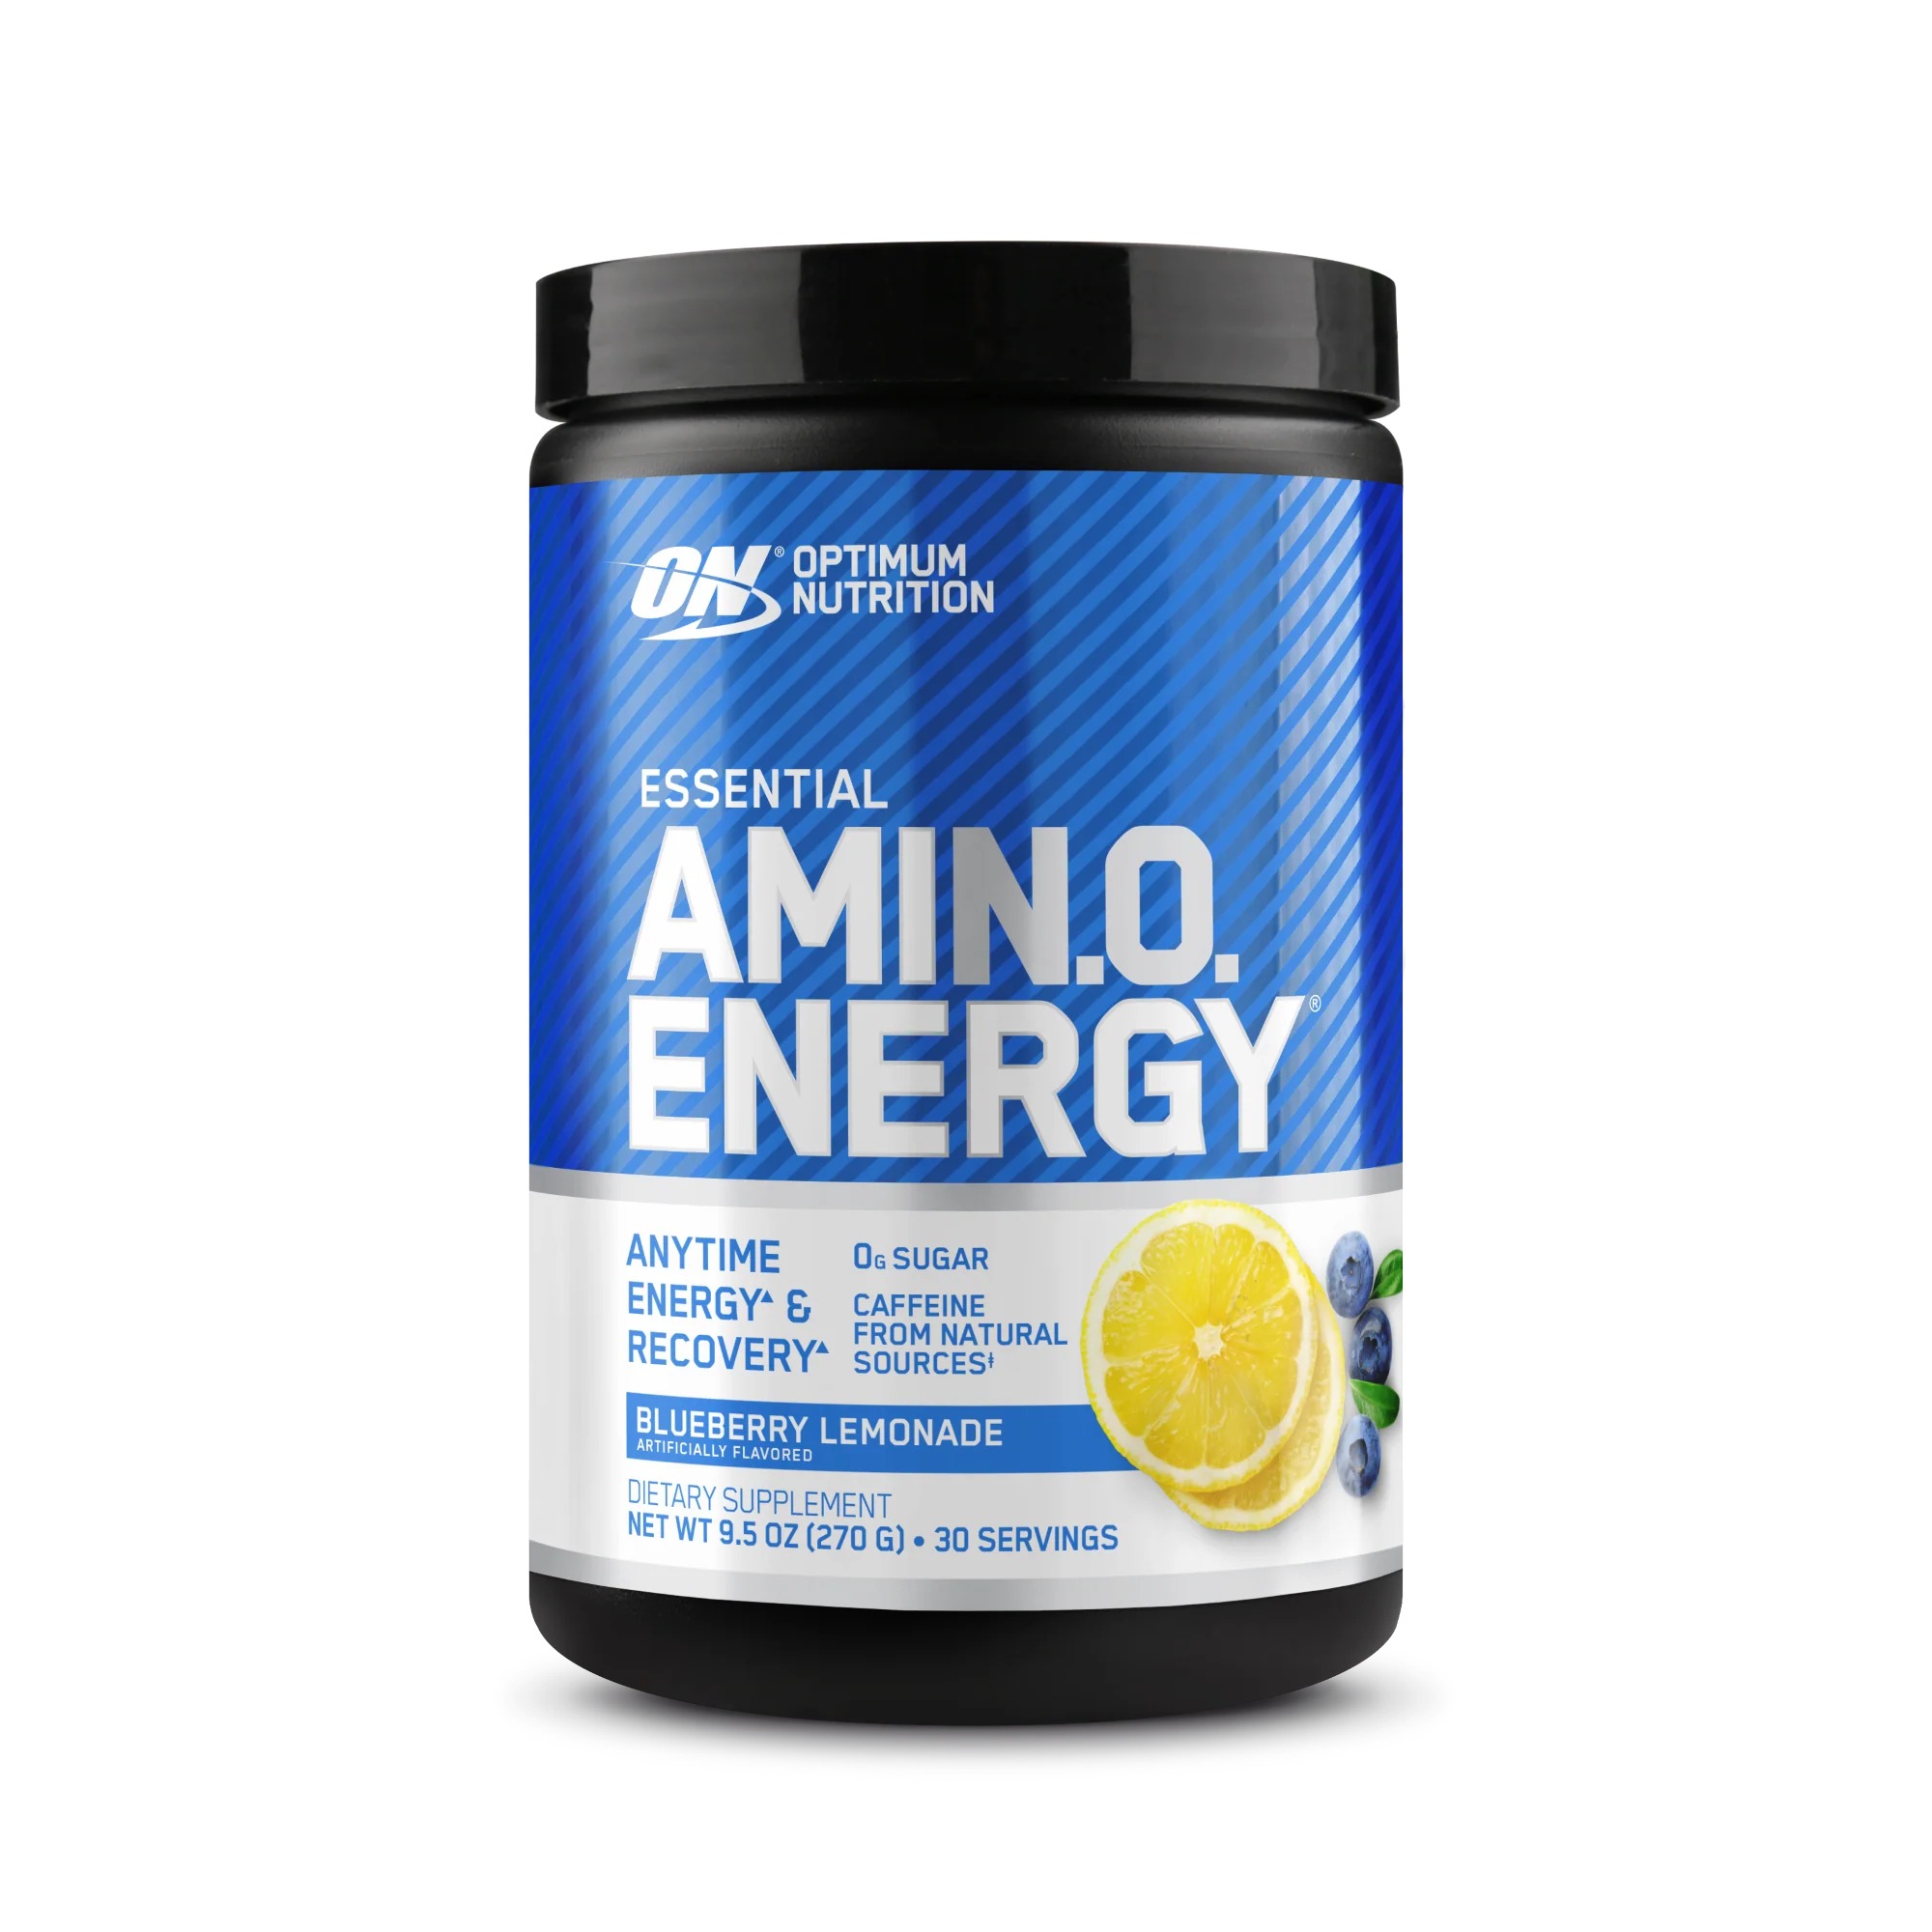 ON® OPTIMUM
NUTRITION
ESSENTIAL
AMIN.O.
ENERGY®
ANYTIME
ENERGY▲ &
RECOVERY▲
0G SUGAR
CAFFEINE
FROM NATURAL
SOURCES‡
BLUEBERRY LEMONADE
ARTIFICIALLY FLAVORED
DIETARY SUPPLEMENT
NET WT 9.5 OZ (270 G) • 30 SERVINGS